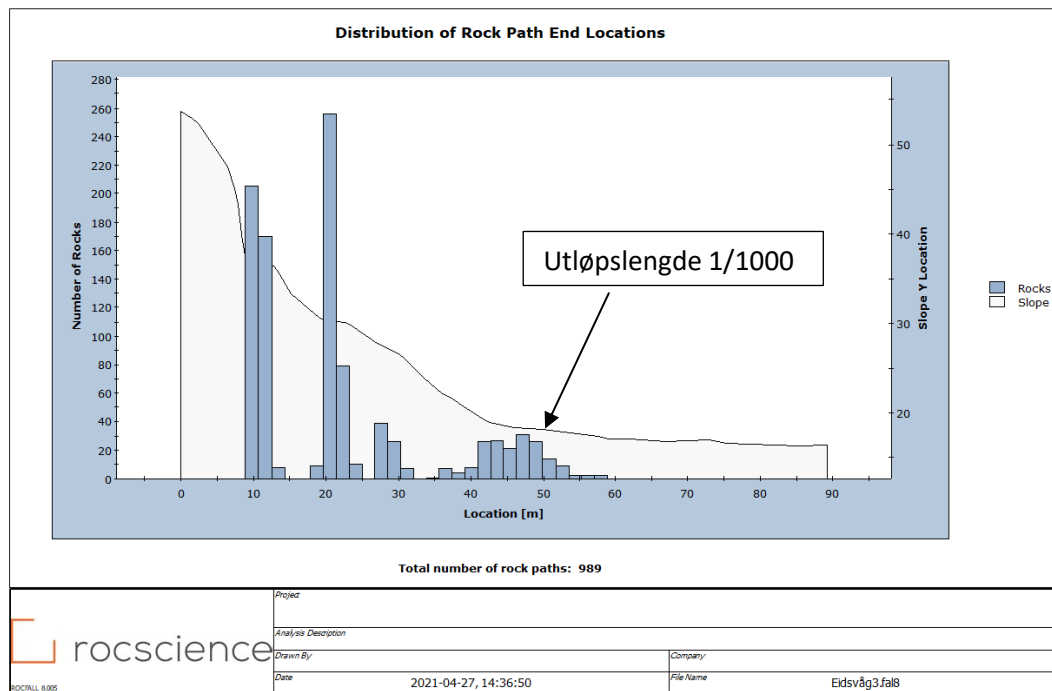 Distribution of Rock Path End Locations
280
260
240
220
200
180
160
140
120
100
80
60
40
20
0
Number of Rocks
50
40
30
20
Slope Y Location
Utløpslengde 1/1000
Rocks
Slope
0 10 20 30 40 50 60 70 80 90
Location [m]
Total number of rock paths: 989
rocscience
ROCFALL 8.005
Project
Analysis Description
Drawn By
Company
Date
2021-04-27, 14:36:50
File Name
Eidsvåg3.fal8